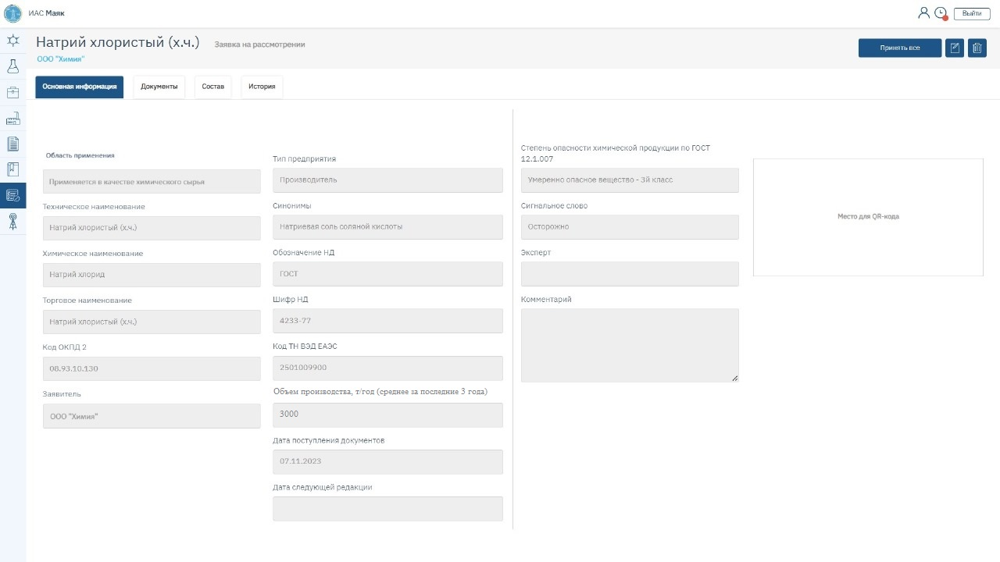 ИАС Маяк
Выйти
Натрий хлористый (х.ч.)
Заявка на рассмотрении
ООО "Химия"
Принять все
Основная информация
Документы
Состав
История
Область применения
Применяется в качестве химического сырья
Техническое наименование
Натрий хлористый (х.ч.)
Химическое наименование
Натрий хлорид
Торговое наименование
Натрий хлористый (х.ч.)
Код ОКПД 2
08.93.10.130
Заявитель
ООО "Химия"
Тип предприятия
Производитель
Синонимы
Натриевая соль соляной кислоты
Обозначение НД
ГОСТ
Шифр НД
4233-77
Код ТН ВЭД ЕАЭС
2501009900
Объем производства, т/год (среднее за последние 3 года)
3000
Дата поступления документов
07.11.2023
Дата следующей редакции
Степень опасности химической продукции по ГОСТ
12.1.007
Умеренно опасное вещество - 3й класс
Сигнальное слово
Осторожно
Эксперт
Комментарий
Место для QR-кода